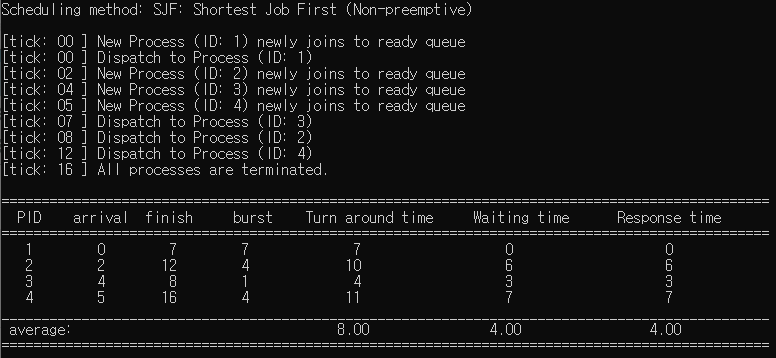 Scheduling method: SJF: Shortest Job First (Non-preemptive)
[tick: 00 ] New Process (ID: 1) newly joins to ready queue
[tick: 00 ] Dispatch to Process (ID: 1)
[tick: 02 ] New Process (ID: 2) newly joins to ready queue
[tick: 04 ] New Process (ID: 3) newly joins to ready queue
[tick: 05 ] New Process (ID: 4) newly joins to ready queue
[tick: 07 ] Dispatch to Process (ID: 3)
[tick: 08 ] Dispatch to Process (ID: 2)
[tick: 12 ] Dispatch to Process (ID: 4)
[tick: 16 ] All processes are terminated.
PID arrival finish burst Turn around time Waiting time Response time
1 0 7 7 7 0 0
2 2 12 4 10 6 6
3 4 8 1 4 3 3
4 5 16 4 11 7 7
average: 8.00 4.00 4.00